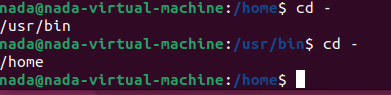 nada@nada-virtual-machine:/home$ cd -
/usr/bin
nada@nada-virtual-machine:/usr/bin$ cd -
/home
nada@nada-virtual-machine:/home$